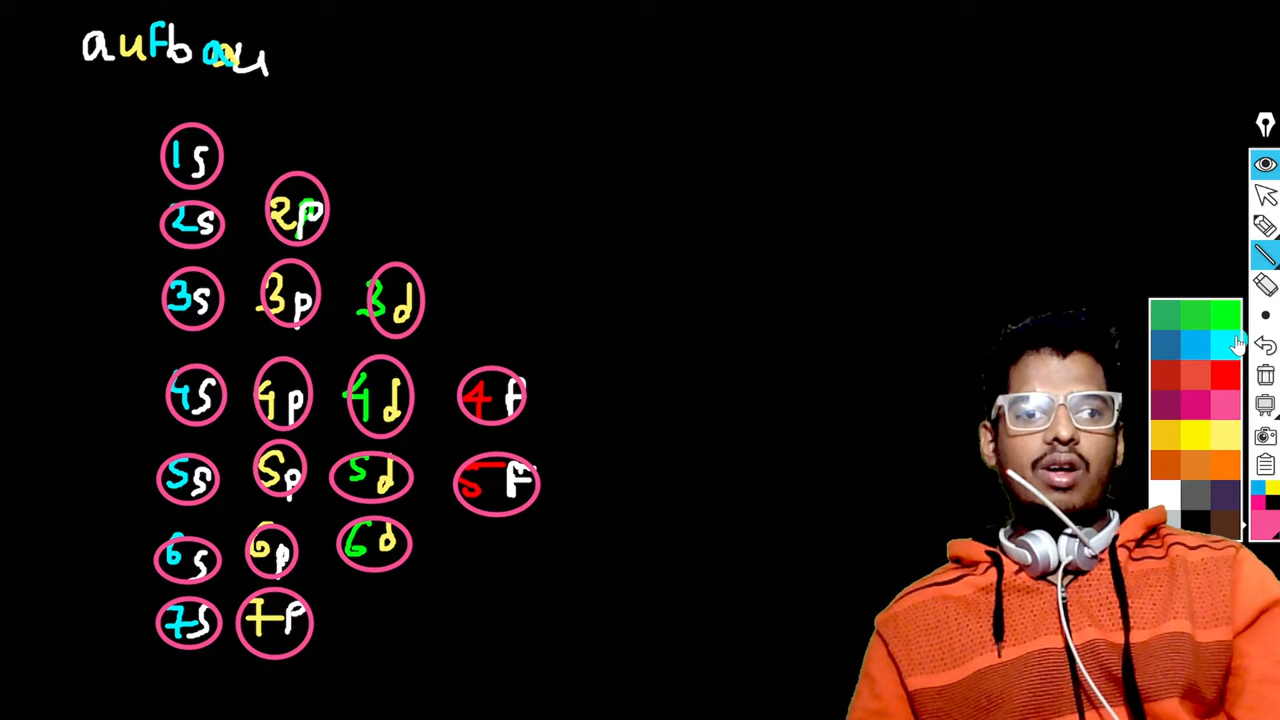 aufbau
1s
2s 2p
3s 3p 3d
4s 4p 4d 4f
5s 5p 5d 5f
6s 6p 6d
7s 7p